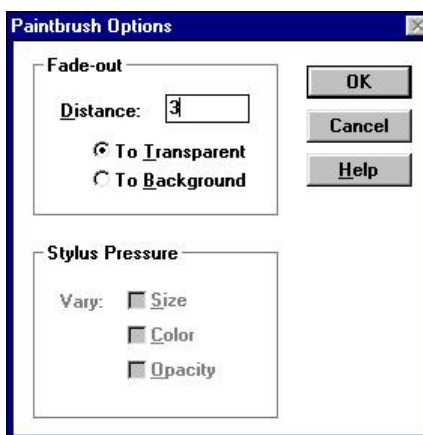 Paintbrush Options
Fade-out
Distance: 3
To Transparent
To Background
OK
Cancel
Help
Stylus Pressure
Vary: Size
Color
Opacity